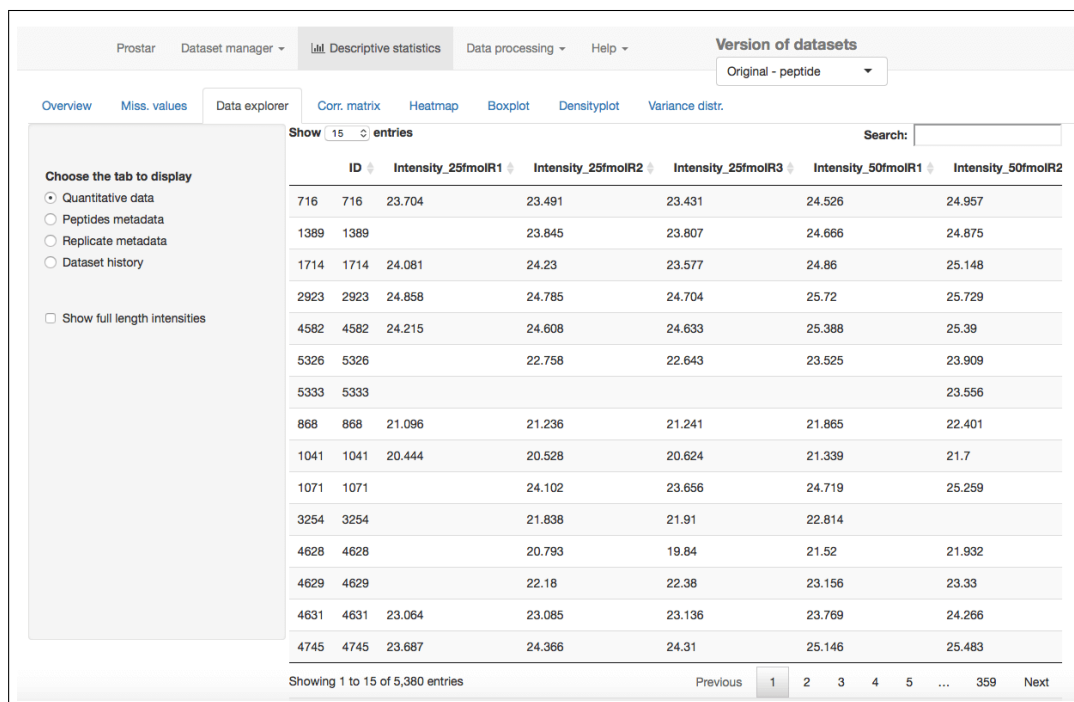 Prostar Dataset manager Descriptive statistics Data processing Help Version of datasets
Original - peptide
Overview Miss. values Data explorer Corr. matrix Heatmap Boxplot Densityplot Variance distr.
Show 15 entries Search:
Choose the tab to display
Quantitative data
Peptides metadata
Replicate metadata
Dataset history
Show full length intensities
ID Intensity_25fmolR1 Intensity_25fmolR2 Intensity_25fmolR3 Intensity_50fmolR1 Intensity_50fmolR2
716 716 23.704 23.491 23.431 24.526 24.957
1389 1389 23.845 23.807 24.666 24.875
1714 1714 24.081 24.23 23.577 24.86 25.148
2923 2923 24.858 24.785 24.704 25.72 25.729
4582 4582 24.215 24.608 24.633 25.388 25.39
5326 5326 22.758 22.643 23.525 23.909
5333 5333 23.556
868 868 21.096 21.236 21.241 21.865 22.401
1041 1041 20.444 20.528 20.624 21.339 21.7
1071 1071 24.102 23.656 24.719 25.259
3254 3254 21.838 21.91 22.814
4628 4628 20.793 19.84 21.52 21.932
4629 4629 22.18 22.38 23.156 23.33
4631 4631 23.064 23.085 23.136 23.769 24.266
4745 4745 23.687 24.366 24.31 25.146 25.483
Showing 1 to 15 of 5,380 entries Previous 1 2 3 4 5 ... 359 Next